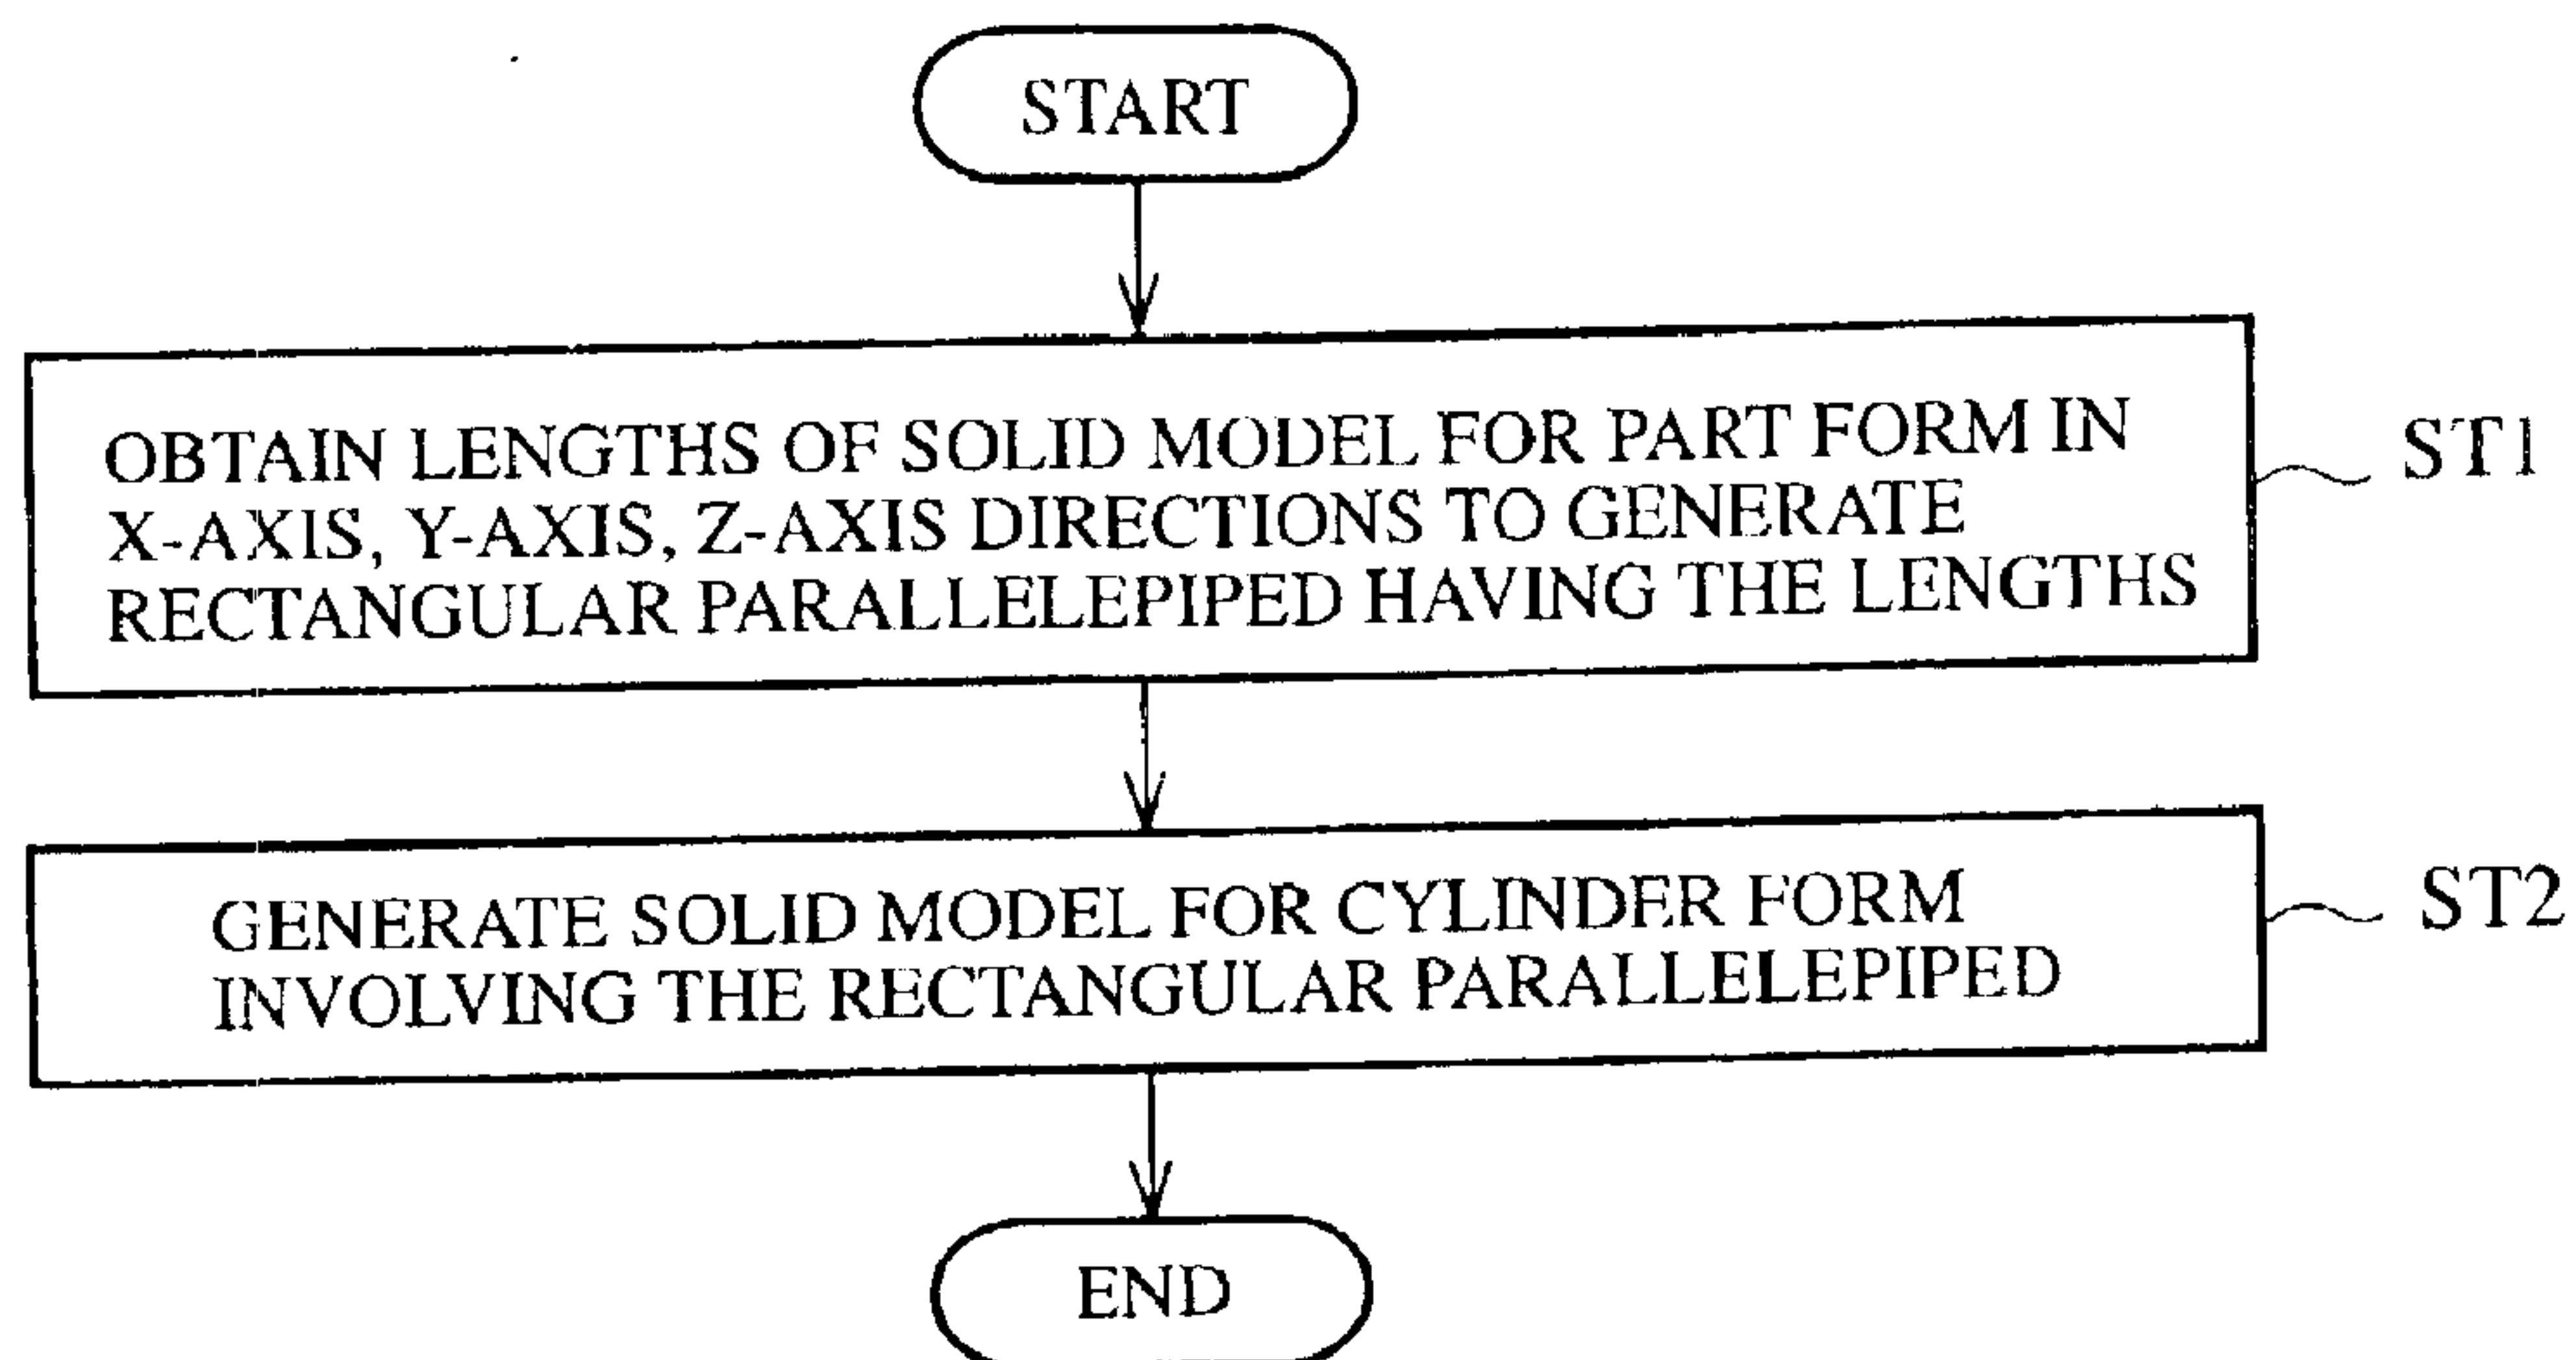 START
OBTAIN LENGTHS OF SOLID MODEL FOR PART FORM IN
X-AXIS, Y-AXIS, Z-AXIS DIRECTIONS TO GENERATE
RECTANGULAR PARALLELEPIPED HAVING THE LENGTHS
ST1
GENERATE SOLID MODEL FOR CYLINDER FORM
INVOLVING THE RECTANGULAR PARALLELEPIPED
ST2
END